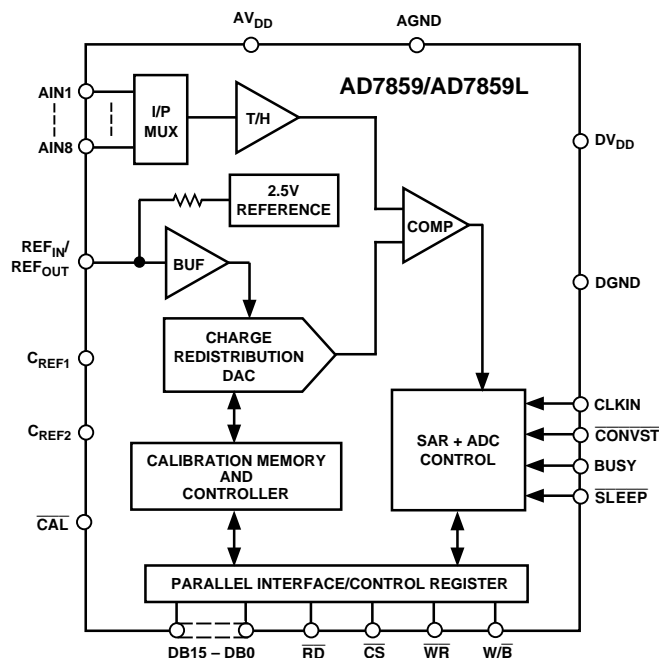 AVDD
AGND
AD7859/AD7859L
AIN1
AIN8
I/P
MUX
T/H
DVDD
2.5V
REFERENCE
COMP
REFIN/
REFOUT
BUF
DGND
CHARGE
REDISTRIBUTION
DAC
CREF1
CREF2
CLKIN
CONVST
BUSY
SLEEP
SAR + ADC
CONTROL
CALIBRATION MEMORY
AND
CONTROLLER
CAL
PARALLEL INTERFACE/CONTROL REGISTER
DB15 – DB0
RD
CS
WR
W/B